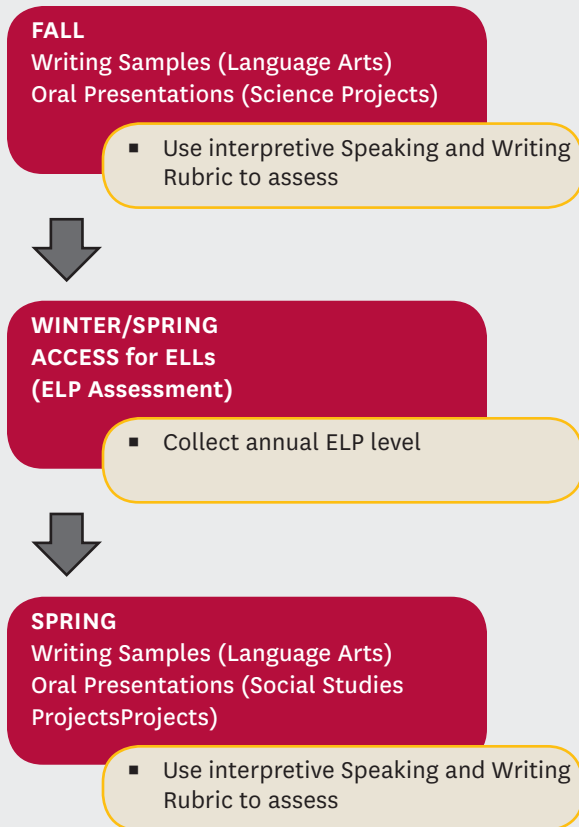 FALL
Writing Samples (Language Arts)
Oral Presentations (Science Projects)
▪ Use interpretive Speaking and Writing
Rubric to assess
WINTER/SPRING
ACCESS for ELLs
(ELP Assessment)
▪ Collect annual ELP level
SPRING
Writing Samples (Language Arts)
Oral Presentations (Social Studies
ProjectsProjects)
▪ Use interpretive Speaking and Writing
Rubric to assess